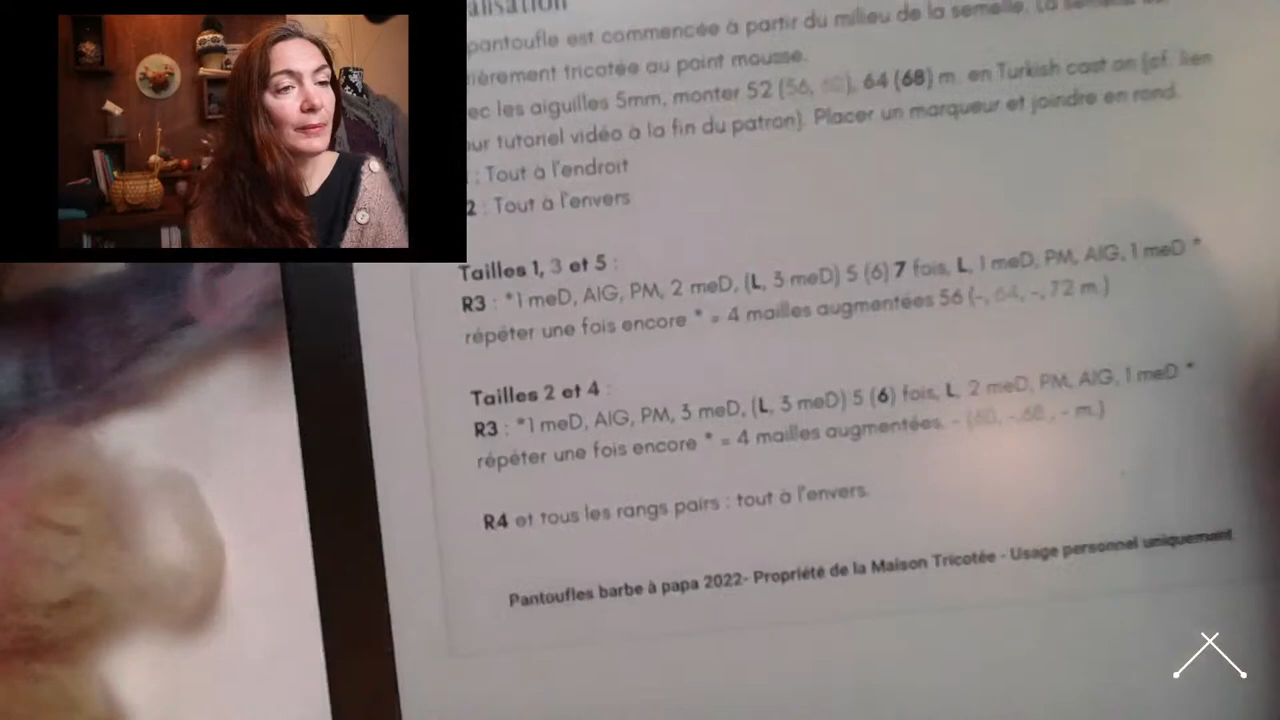 alisation
pantoufle est commencée à partir du milieu de la semelle. La
ièrement tricotée au point mousse.
ec les aiguilles 5mm, monter 52 (56, 60), 64 (68) m. en Turkish cast on (cf. lien
ur tutoriel vidéo à la fin du patron). Placer un marqueur et joindre en rond.
: Tout à l'endroit
2 : Tout à l'envers
Tailles 1, 3 et 5 :
R3 : *1 meD, AIG, PM, 2 meD, (L, 3 meD) 5 (6) 7 fois, L, 1 meD, PM, AIG, 1 meD *
répéter une fois encore * = 4 mailles augmentées 56 (-, 64, -, 72 m.)
Tailles 2 et 4 :
R3 : *1 meD, AIG, PM, 3 meD, (L, 3 meD) 5 (6) fois, L, 2 meD, PM, AIG, 1 meD *
répéter une fois encore * = 4 mailles augmentées. - (60, -, 68, - m.)
R4 et tous les rangs pairs : tout à l'envers.
Pantoufles barbe à papa 2022- Propriété de la Maison Tricotée - Usage personnel uniquement